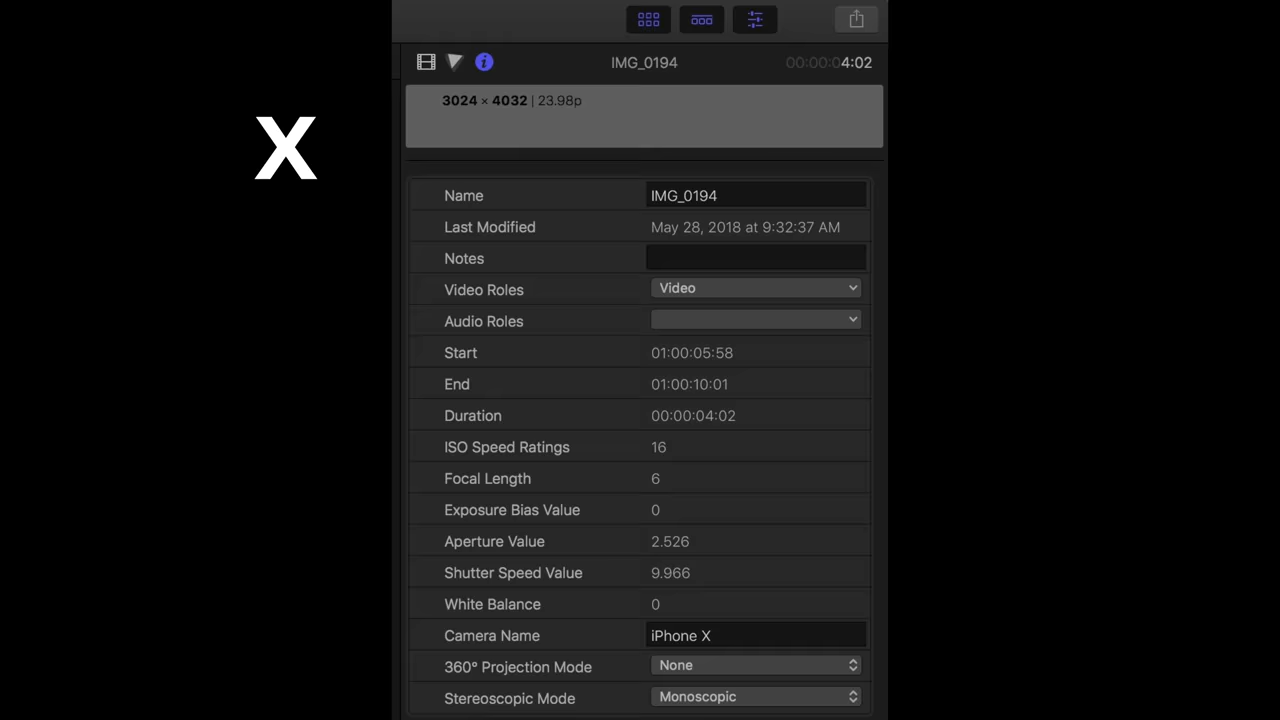 IMG_0194 00:00:04:02
3024 × 4032 | 23.98p
X
Name IMG_0194
Last Modified May 28, 2018 at 9:32:37 AM
Notes
Video Roles Video
Audio Roles
Start 01:00:05:58
End 01:00:10:01
Duration 00:00:04:02
ISO Speed Ratings 16
Focal Length 6
Exposure Bias Value 0
Aperture Value 2.526
Shutter Speed Value 9.966
White Balance 0
Camera Name iPhone X
360° Projection Mode None
Stereoscopic Mode Monoscopic